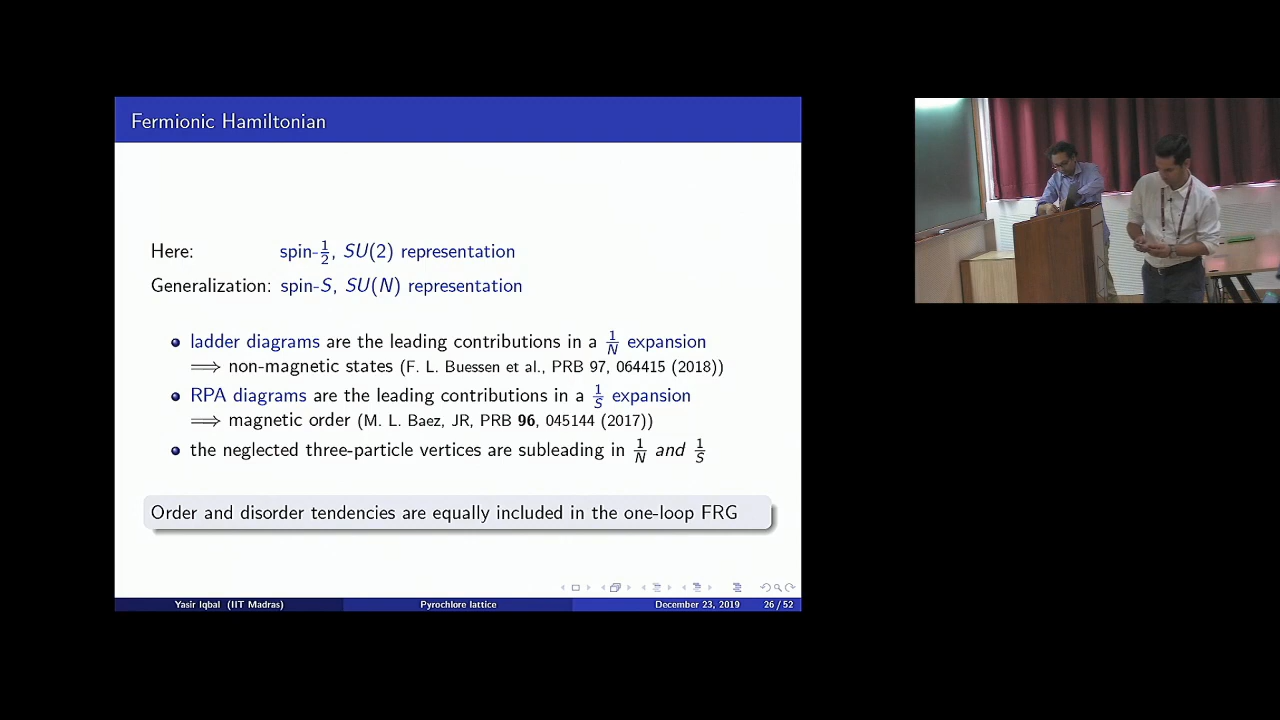 Fermionic Hamiltonian
Here: spin-1/2, SU(2) representation
Generalization: spin-S, SU(N) representation
ladder diagrams are the leading contributions in a 1/N expansion
⟹ non-magnetic states (F. L. Buessen et al., PRB 97, 064415 (2018))
RPA diagrams are the leading contributions in a 1/S expansion
⟹ magnetic order (M. L. Baez, JR, PRB 96, 045144 (2017))
the neglected three-particle vertices are subleading in 1/N and 1/S
Order and disorder tendencies are equally included in the one-loop FRG
Yasir Iqbal (IIT Madras) Pyrochlore lattice December 23, 2019 26 / 52